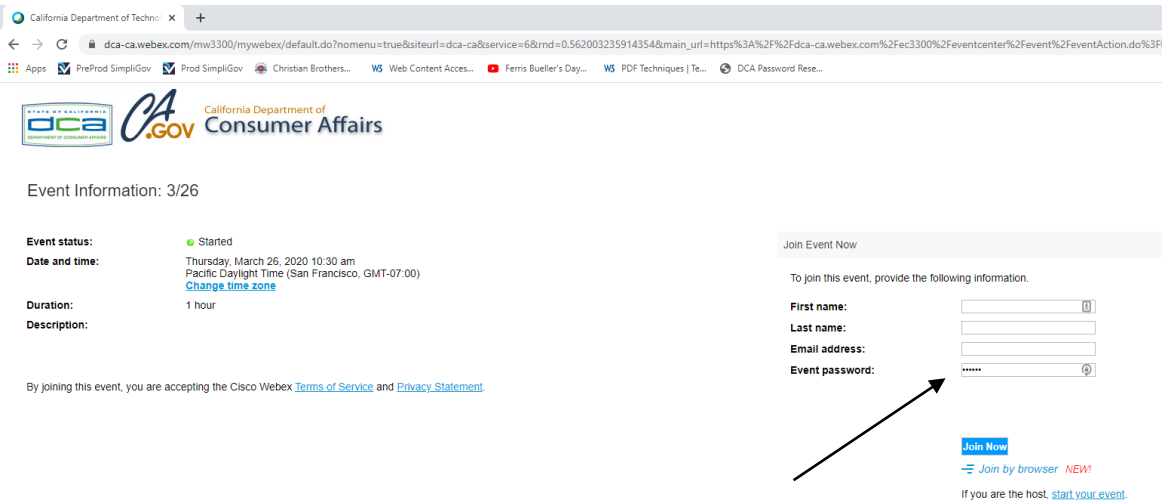 California Department of Technol
dca-ca.webex.com/mw3300/mywebex/default.do?nomenu=true&siteurl=dca-ca&service=6&rnd=0.562003235914354&main_url=https%3A%2F%2Fdca-ca.webex.com%2Fec3300%2Feventcenter%2Fevent%2FeventAction.do%3F
Apps PreProd SimpliGov Prod SimpliGov Christian Brothers... Web Content Acces... Ferris Bueller's Day... PDF Techniques | Te... DCA Password Rese...
STATE OF CALIFORNIA
dca
DEPARTMENT OF CONSUMER AFFAIRS
CA
.GOV
California Department of
Consumer Affairs
Event Information: 3/26
Event status: Started
Date and time: Thursday, March 26, 2020 10:30 am
Pacific Daylight Time (San Francisco, GMT-07:00)
Change time zone
Duration: 1 hour
Description:
By joining this event, you are accepting the Cisco Webex Terms of Service and Privacy Statement.
Join Event Now
To join this event, provide the following information.
First name:
Last name:
Email address:
Event password: ••••••
Join Now
Join by browser NEW!
If you are the host, start your event.